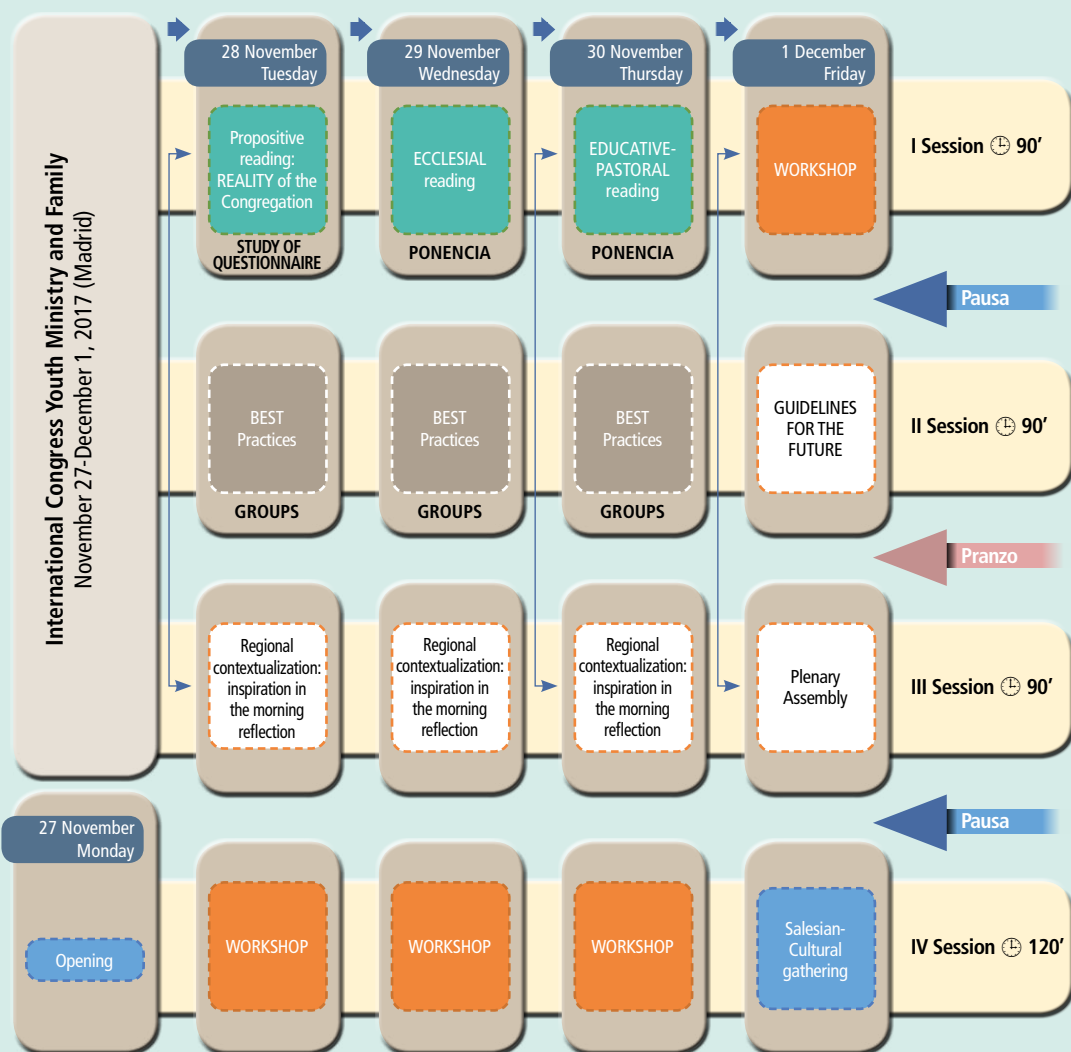 International Congress Youth Ministry and Family
November 27-December 1, 2017 (Madrid)
28 November
Tuesday
29 November
Wednesday
30 November
Thursday
1 December
Friday
Propositive
reading:
REALITY of the
Congregation
STUDY OF
QUESTIONNAIRE
ECCLESIAL
reading
PONENCIA
EDUCATIVE-
PASTORAL
reading
PONENCIA
WORKSHOP
I Session 90’
Pausa
BEST
Practices
GROUPS
BEST
Practices
GROUPS
BEST
Practices
GROUPS
GUIDELINES
FOR THE
FUTURE
II Session 90’
Pranzo
Regional
contextualization:
inspiration in
the morning
reflection
Regional
contextualization:
inspiration in
the morning
reflection
Regional
contextualization:
inspiration in
the morning
reflection
Plenary
Assembly
III Session 90’
Pausa
27 November
Monday
Opening
WORKSHOP
WORKSHOP
WORKSHOP
Salesian-
Cultural
gathering
IV Session 120’